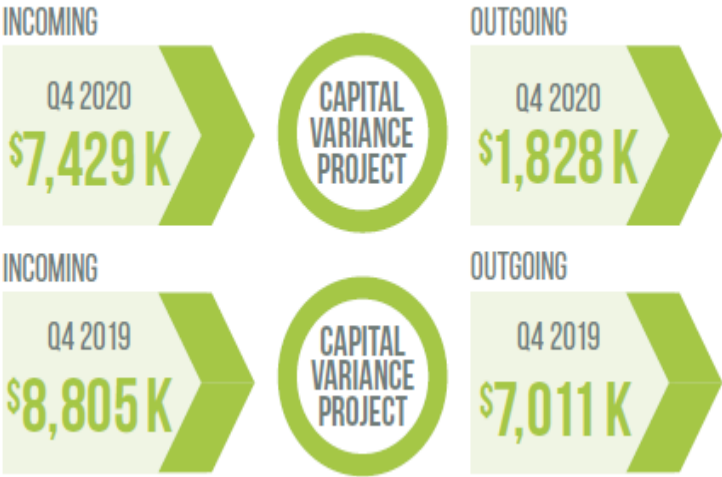 INCOMING
Q4 2020
$7,429 K
CAPITAL
VARIANCE
PROJECT
OUTGOING
Q4 2020
$1,828 K
INCOMING
Q4 2019
$8,805 K
CAPITAL
VARIANCE
PROJECT
OUTGOING
Q4 2019
$7,011 K